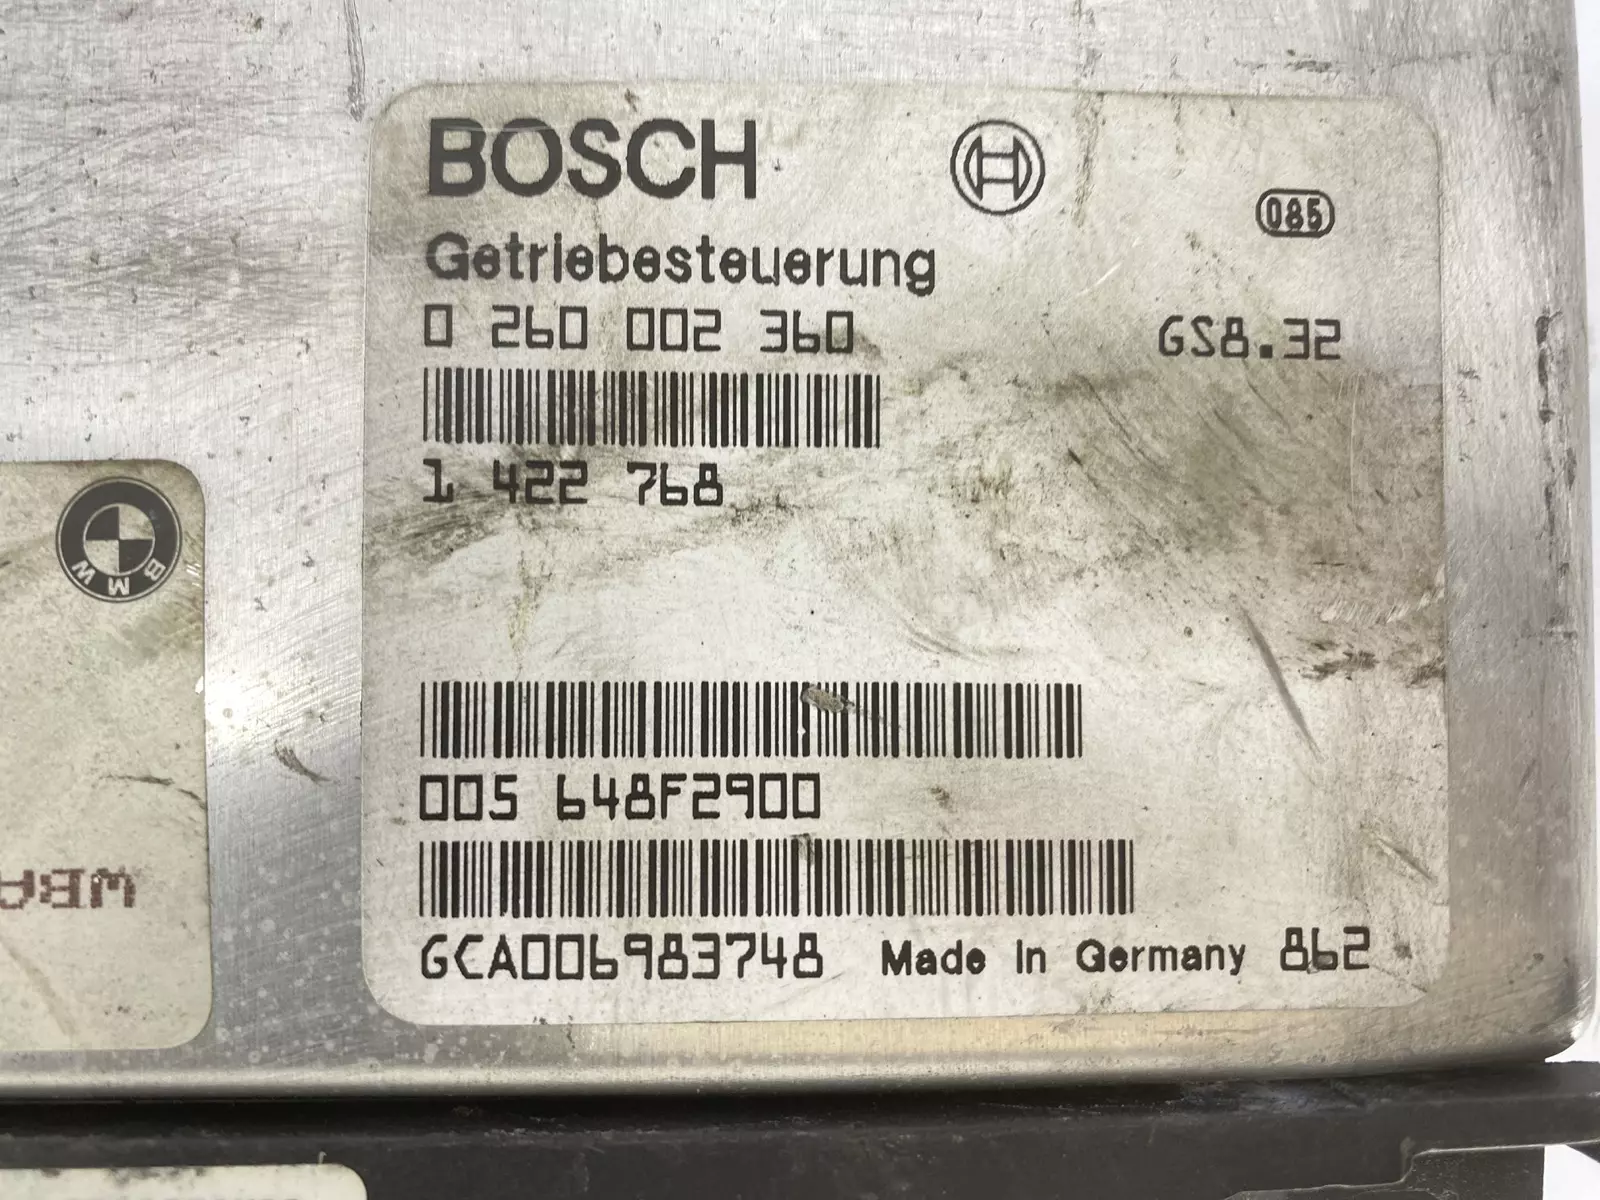 BOSCH
085
Getriebesteuerung
0 260 002 360 GS8.32
1 422 768
BMW
005 648F2900
WBA
GCA006983748 Made In Germany 862